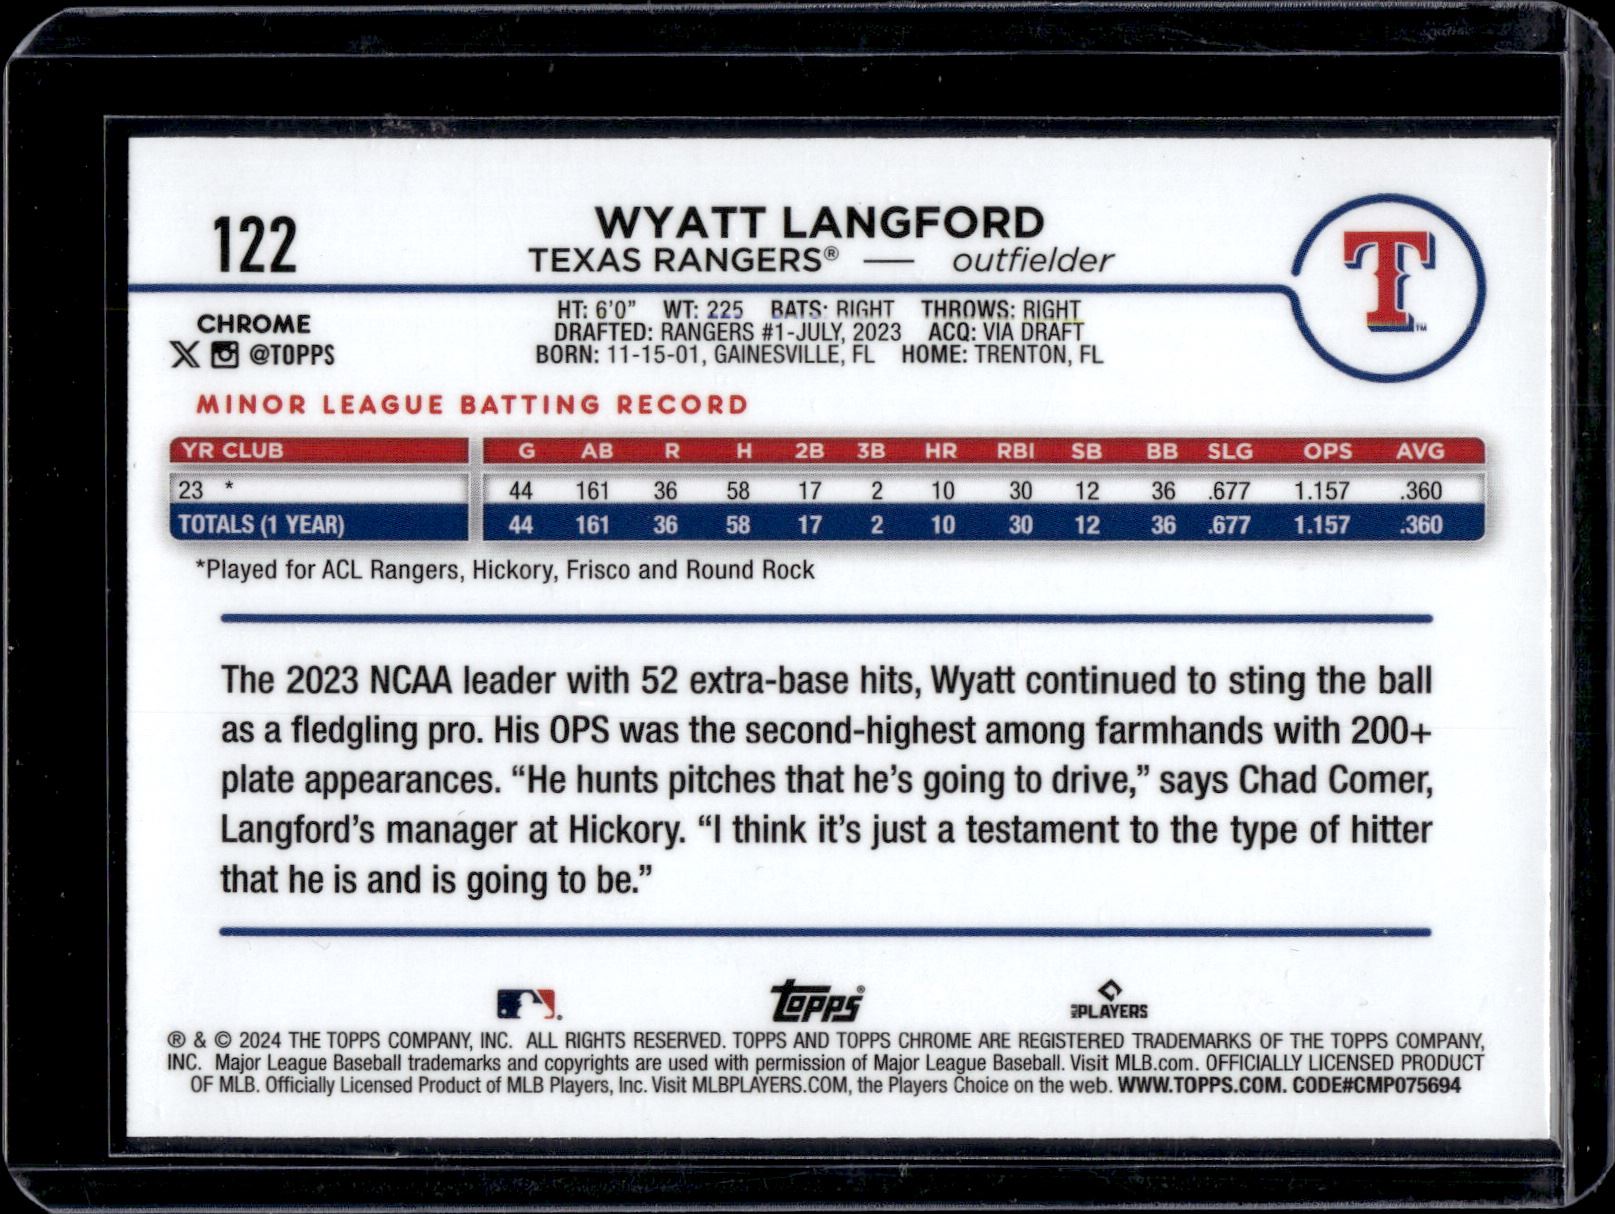 122
WYATT LANGFORD
TEXAS RANGERS® — outfielder
T™
CHROME
X @TOPPS
HT: 6'0" WT: 225 BATS: RIGHT THROWS: RIGHT
DRAFTED: RANGERS #1-JULY, 2023 ACQ: VIA DRAFT
BORN: 11-15-01, GAINESVILLE, FL HOME: TRENTON, FL
MINOR LEAGUE BATTING RECORD
YR CLUB G AB R H 2B 3B HR RBI SB BB SLG OPS AVG
23 * 44 161 36 58 17 2 10 30 12 36 .677 1.157 .360
TOTALS (1 YEAR) 44 161 36 58 17 2 10 30 12 36 .677 1.157 .360
*Played for ACL Rangers, Hickory, Frisco and Round Rock
The 2023 NCAA leader with 52 extra-base hits, Wyatt continued to sting the ball
as a fledgling pro. His OPS was the second-highest among farmhands with 200+
plate appearances. “He hunts pitches that he’s going to drive,” says Chad Comer,
Langford’s manager at Hickory. “I think it’s just a testament to the type of hitter
that he is and is going to be.”
® topps® MLB PLAYERS
® & © 2024 THE TOPPS COMPANY, INC. ALL RIGHTS RESERVED. TOPPS AND TOPPS CHROME ARE REGISTERED TRADEMARKS OF THE TOPPS COMPANY,
INC. Major League Baseball trademarks and copyrights are used with permission of Major League Baseball. Visit MLB.com. OFFICIALLY LICENSED PRODUCT
OF MLB. Officially Licensed Product of MLB Players, Inc. Visit MLBPLAYERS.COM, the Players Choice on the web. WWW.TOPPS.COM. CODE#CMP075694